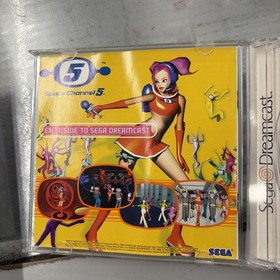 5
Space Channel 5
EXCLUSIVE TO SEGA DREAMCAST
SEGA
Sega Dreamcast.